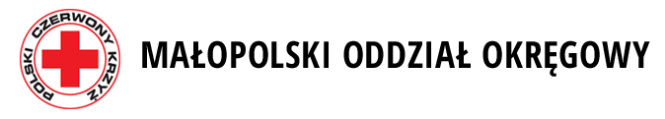 POLSKI CZERWONY KRZYŻ
MAŁOPOLSKI ODDZIAŁ OKRĘGOWY